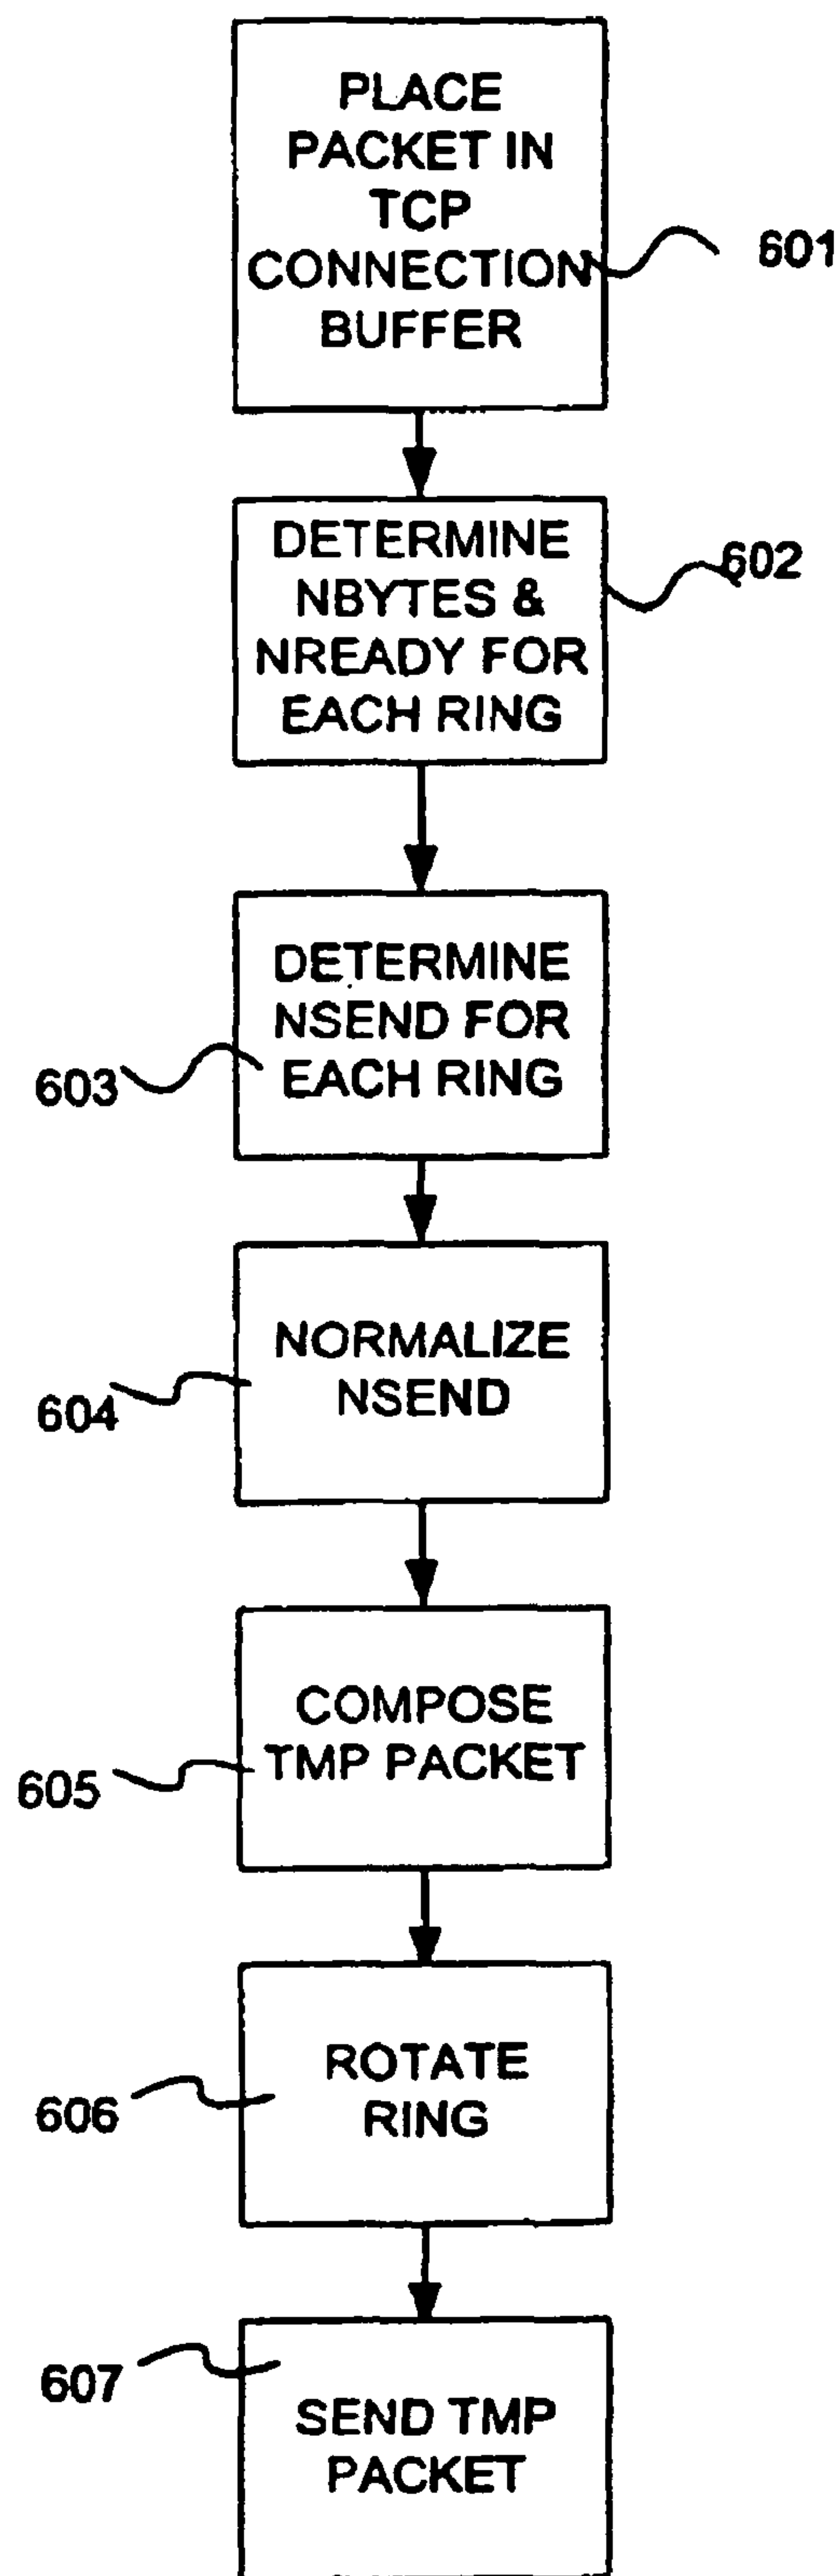 PLACE
PACKET IN
TCP
CONNECTION
BUFFER
601
DETERMINE
NBYTES &
NREADY FOR
EACH RING
602
DETERMINE
NSEND FOR
EACH RING
603
NORMALIZE
NSEND
604
COMPOSE
TMP PACKET
605
ROTATE
RING
606
607
SEND TMP
PACKET